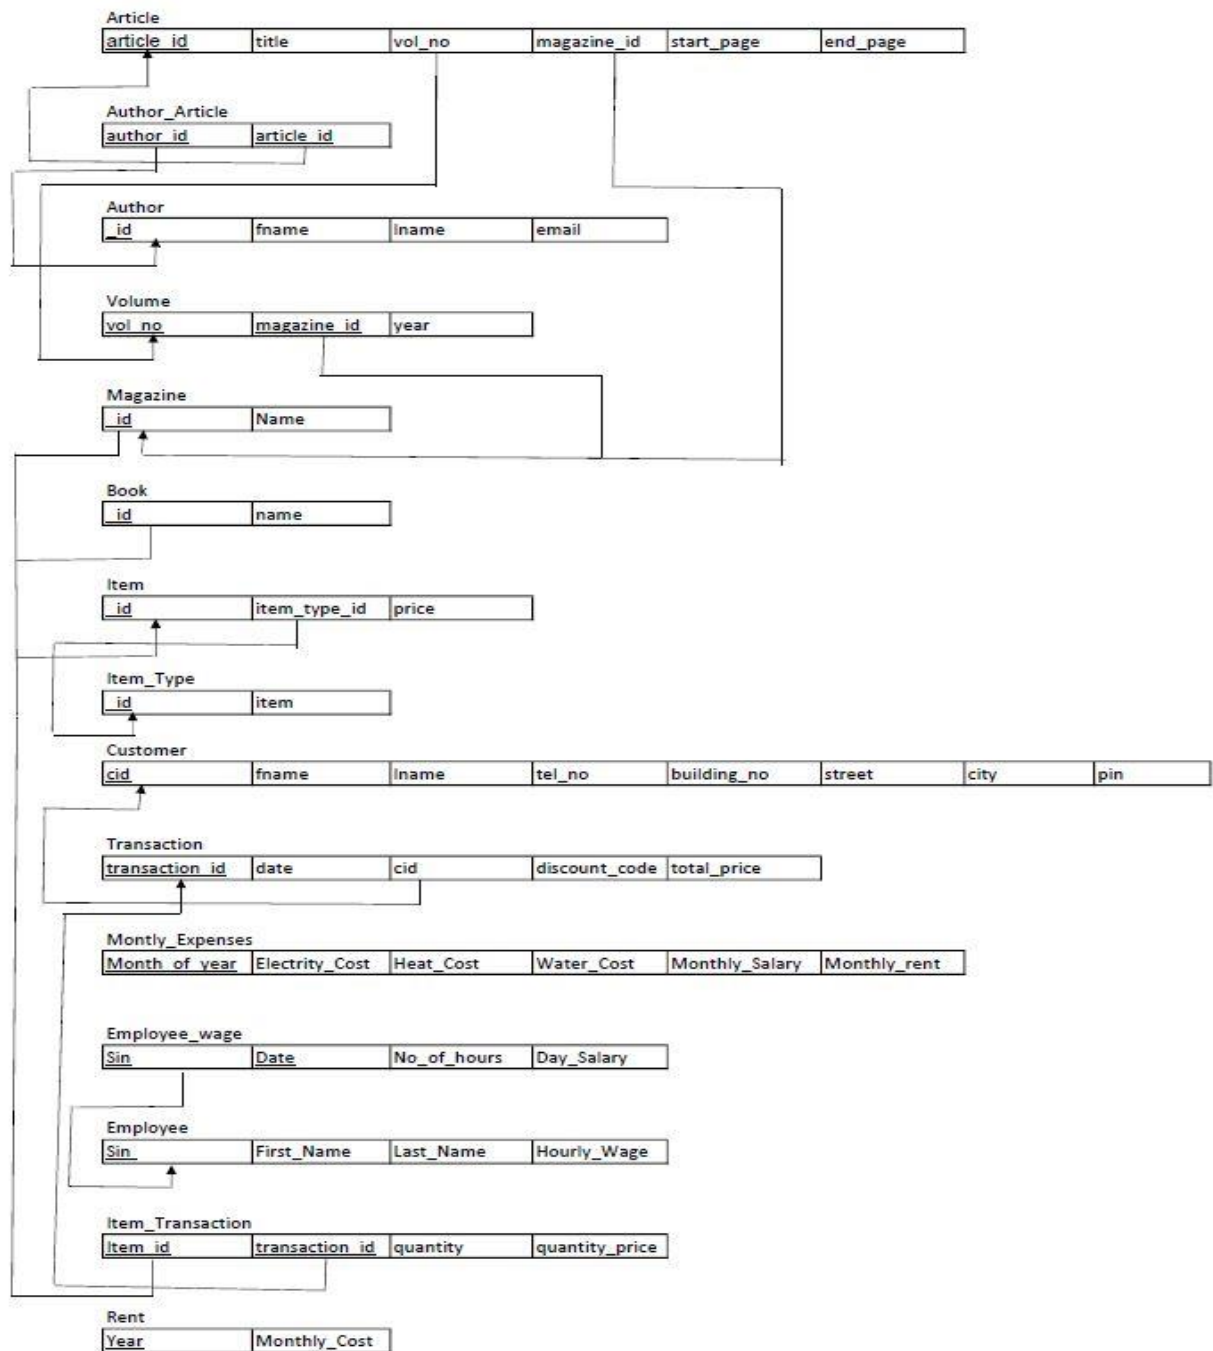 Article
article_id title vol_no magazine_id start_page end_page
Author_Article
author_id article_id
Author
_id fname lname email
Volume
vol_no magazine_id year
Magazine
_id Name
Book
_id name
Item
_id item_type_id price
Item_Type
_id item
Customer
cid fname lname tel_no building_no street city pin
Transaction
transaction_id date cid discount_code total_price
Montly_Expenses
Month_of_year Electrity_Cost Heat_Cost Water_Cost Monthly_Salary Monthly_rent
Employee_wage
Sin Date No_of_hours Day_Salary
Employee
Sin First_Name Last_Name Hourly_Wage
Item_Transaction
Item_id transaction_id quantity quantity_price
Rent
Year Monthly_Cost